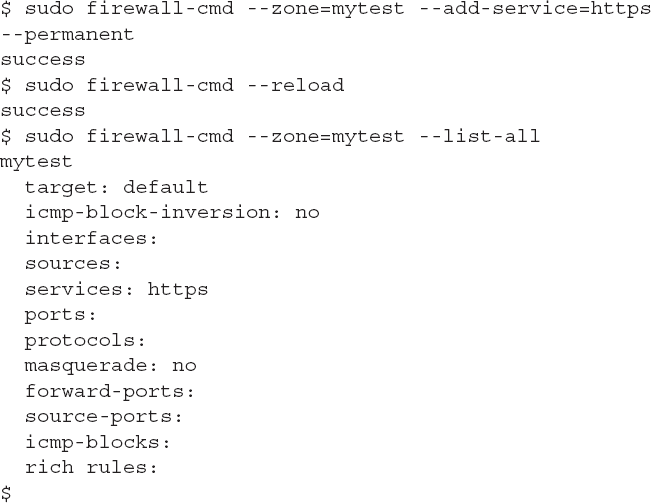 $ sudo firewall-cmd --zone=mytest --add-service=https
--permanent
success
$ sudo firewall-cmd --reload
success
$ sudo firewall-cmd --zone=mytest --list-all
mytest
  target: default
  icmp-block-inversion: no
  interfaces:
  sources:
  services: https
  ports:
  protocols:
  masquerade: no
  forward-ports:
  source-ports:
  icmp-blocks:
  rich rules:
$